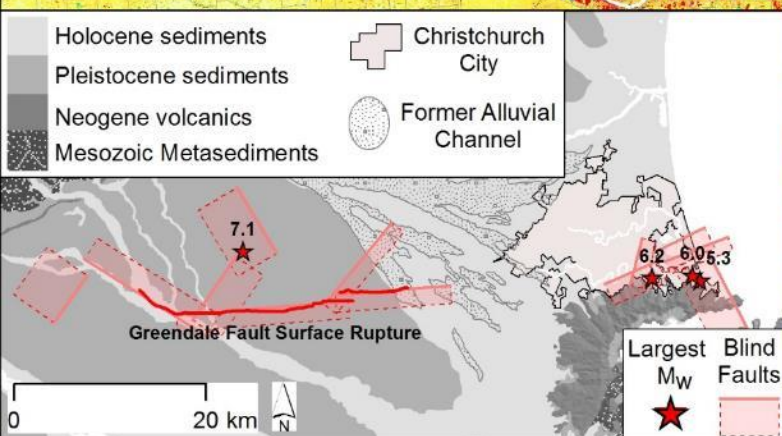 Holocene sediments
Pleistocene sediments
Neogene volcanics
Mesozoic Metasediments
Christchurch
City
Former Alluvial
Channel
7.1
6.2
6.0
5.3
Greendale Fault Surface Rupture
0
20 km
N
Largest
Mw
Blind
Faults